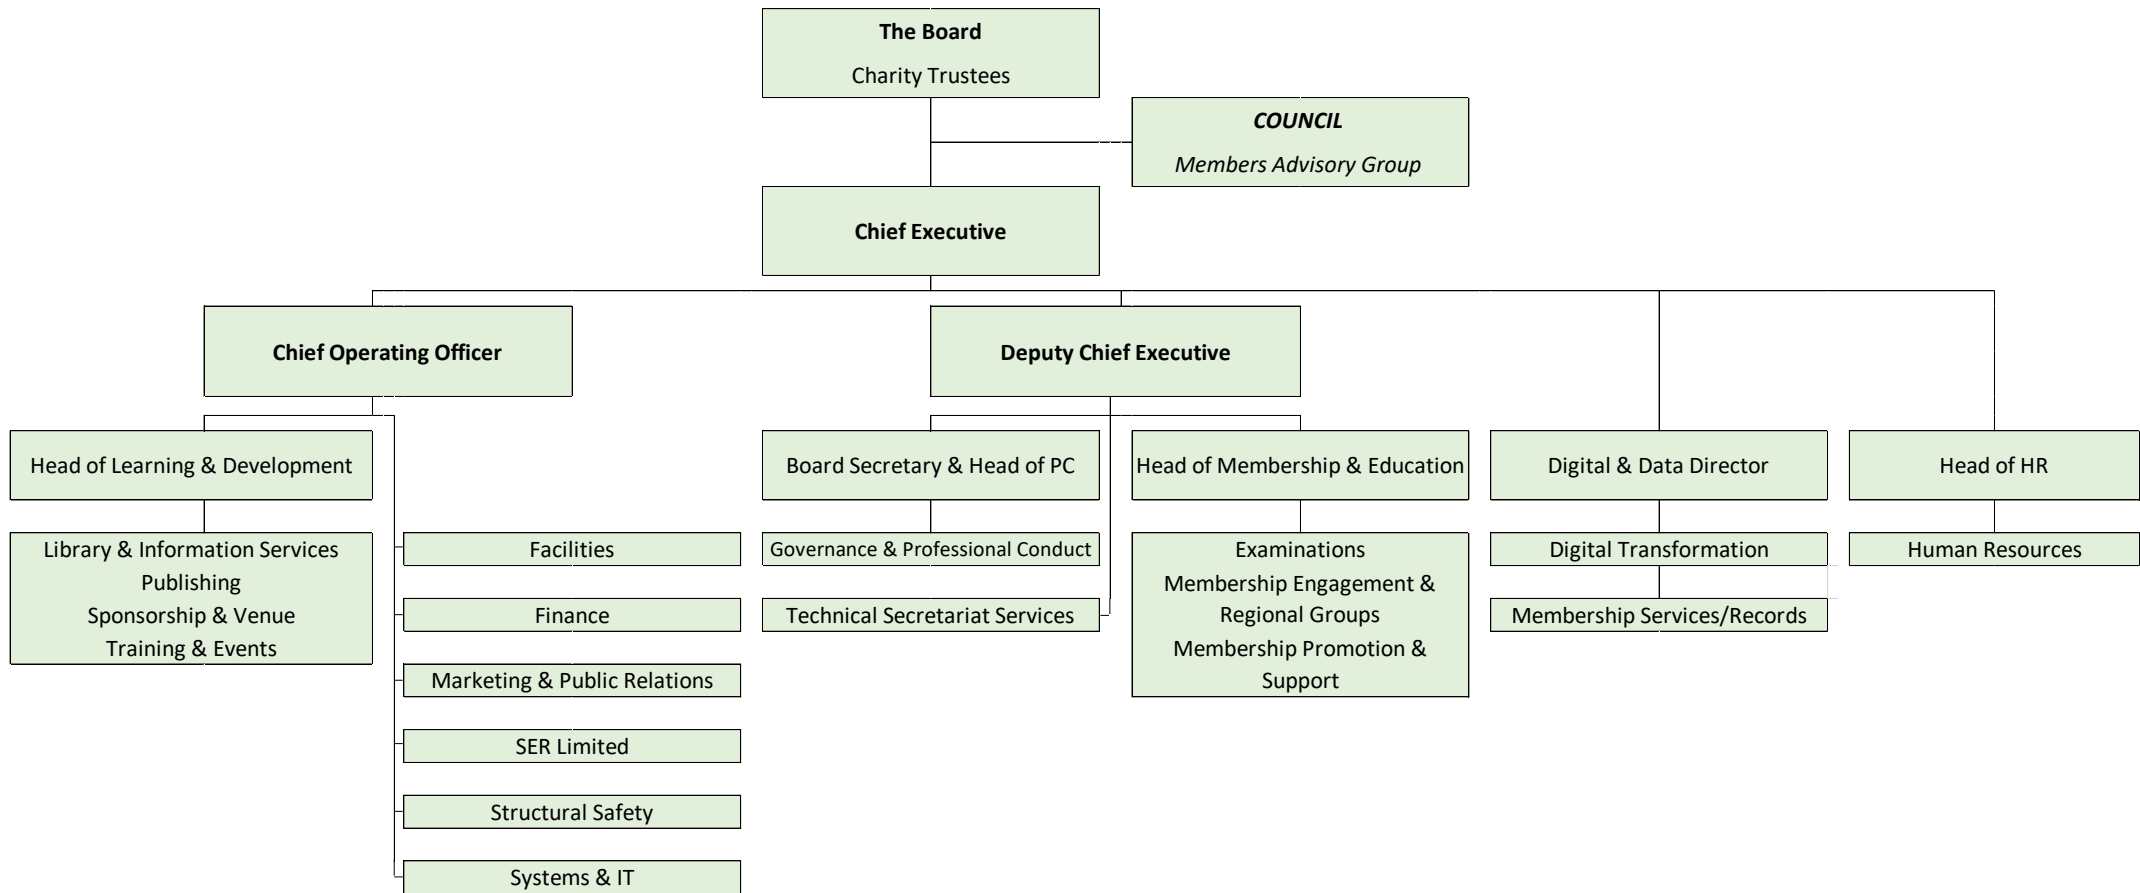 The Board
Charity Trustees
COUNCIL
Members Advisory Group
Chief Executive
Chief Operating Officer
Deputy Chief Executive
Head of Learning & Development
Board Secretary & Head of PC
Head of Membership & Education
Digital & Data Director
Head of HR
Library & Information Services
Publishing
Sponsorship & Venue
Training & Events
Facilities
Finance
Marketing & Public Relations
SER Limited
Structural Safety
Systems & IT
Governance & Professional Conduct
Technical Secretariat Services
Examinations
Membership Engagement &
Regional Groups
Membership Promotion &
Support
Digital Transformation
Membership Services/Records
Human Resources